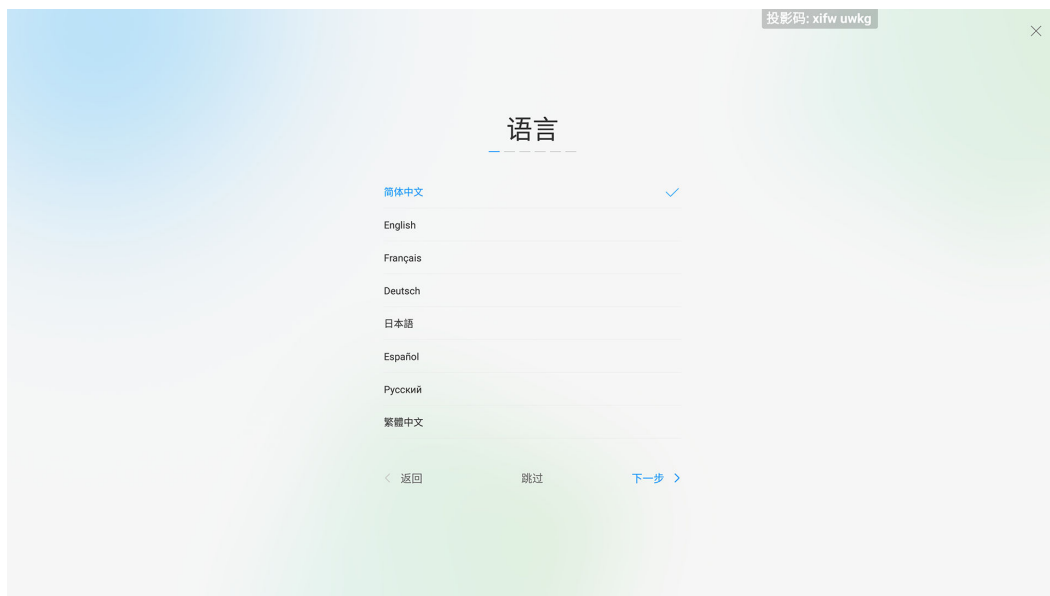 投影码: xifw uwkg
语言
简体中文
English
Français
Deutsch
日本語
Español
Русский
繁體中文
返回 跳过 下一步